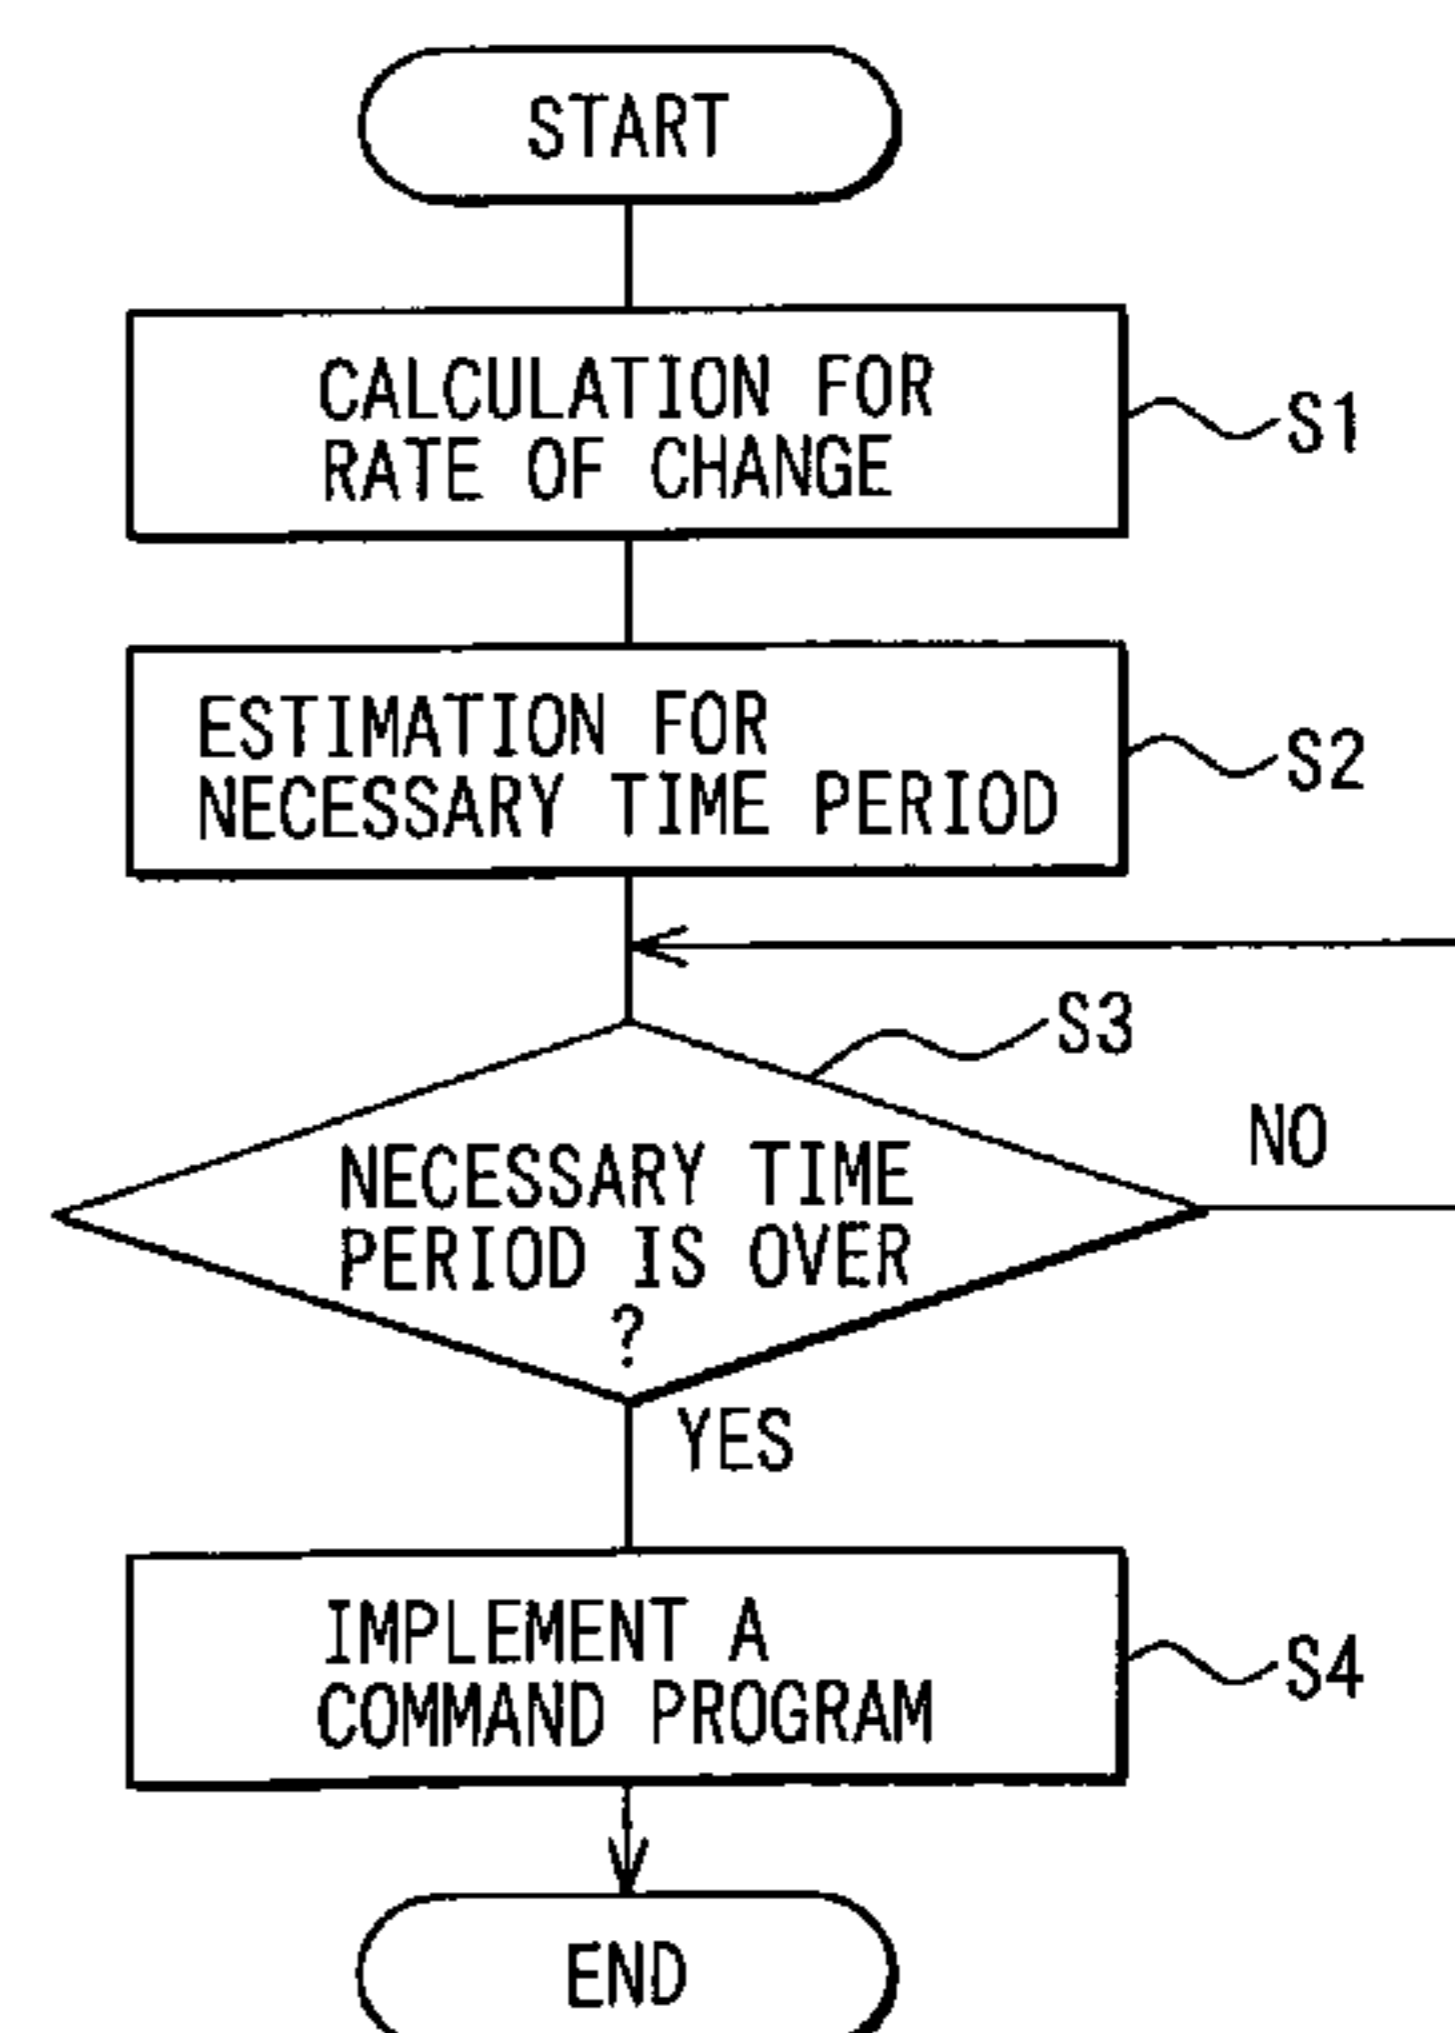 START
CALCULATION FOR
RATE OF CHANGE
S1
ESTIMATION FOR
NECESSARY TIME PERIOD
S2
S3
NO
NECESSARY TIME
PERIOD IS OVER
?
YES
IMPLEMENT A
COMMAND PROGRAM
S4
END